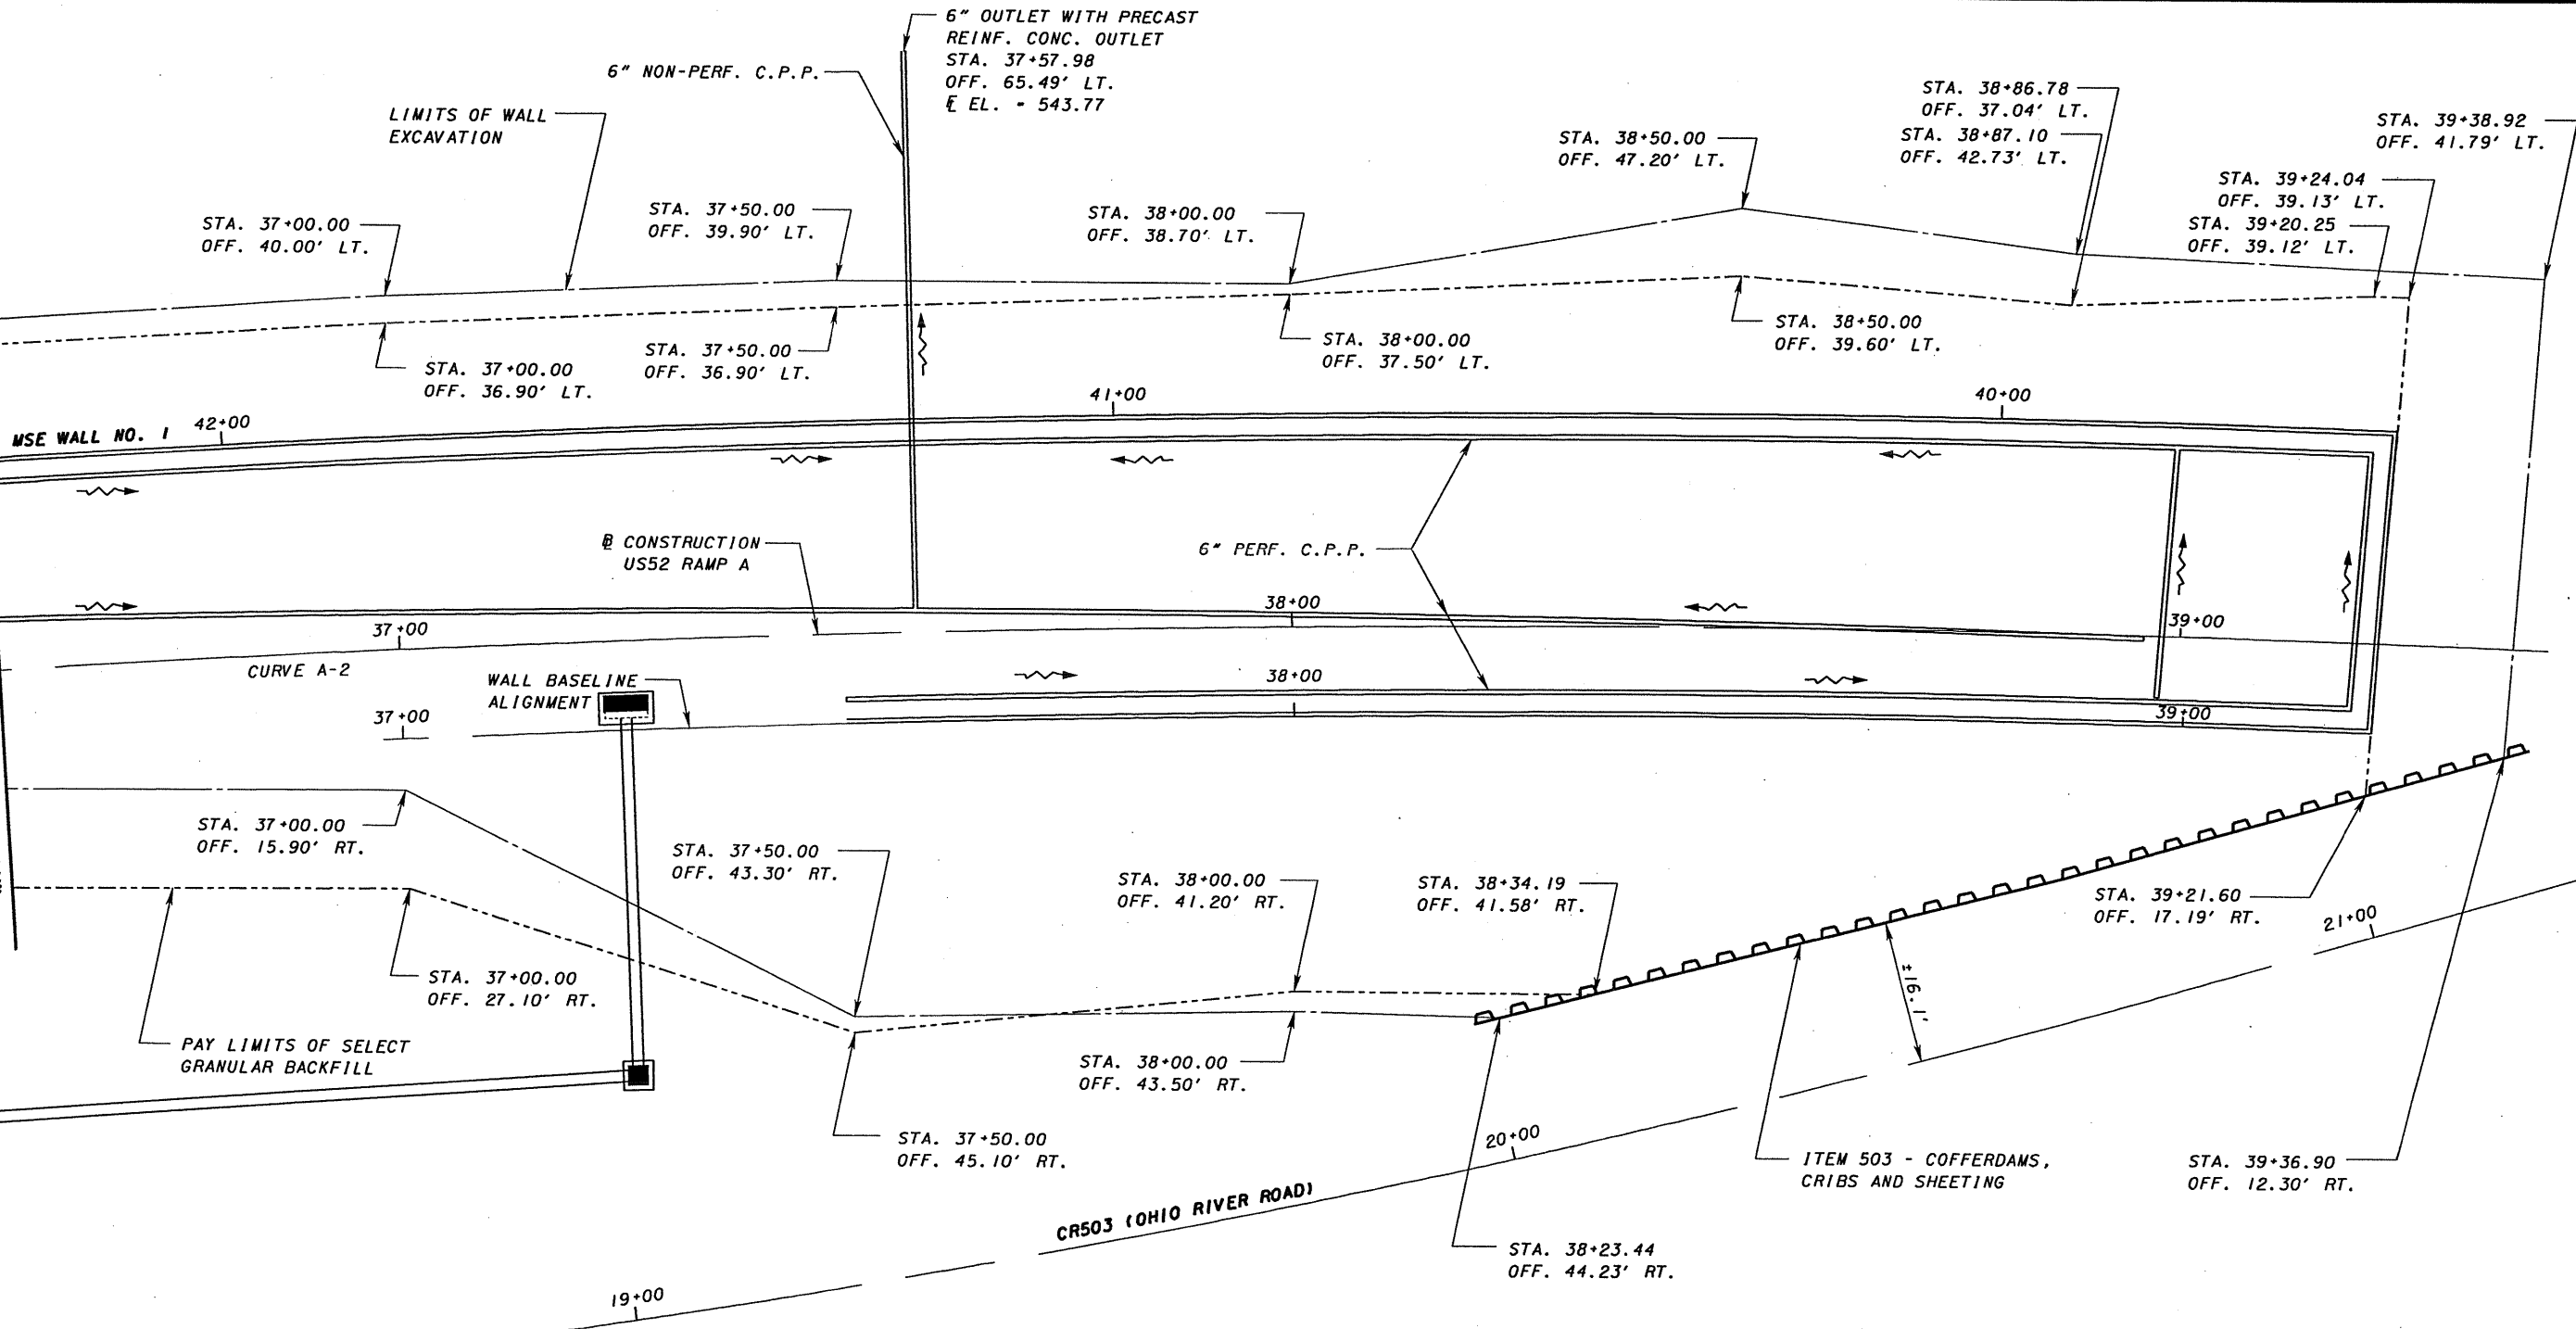 6" OUTLET WITH PRECAST
REINF. CONC. OUTLET
STA. 37+57.98
OFF. 65.49' LT.
℄ EL. = 543.77
6" NON-PERF. C.P.P.
LIMITS OF WALL
EXCAVATION
STA. 38+86.78
OFF. 37.04' LT.
STA. 38+87.10
OFF. 42.73' LT.
STA. 39+38.92
OFF. 41.79' LT.
STA. 38+50.00
OFF. 47.20' LT.
STA. 39+24.04
OFF. 39.13' LT.
STA. 39+20.25
OFF. 39.12' LT.
STA. 37+00.00
OFF. 40.00' LT.
STA. 37+50.00
OFF. 39.90' LT.
STA. 38+00.00
OFF. 38.70' LT.
STA. 37+00.00
OFF. 36.90' LT.
STA. 37+50.00
OFF. 36.90' LT.
STA. 38+00.00
OFF. 37.50' LT.
STA. 38+50.00
OFF. 39.60' LT.
MSE WALL NO. 1
42+00
41+00
40+00
B CONSTRUCTION
US52 RAMP A
6" PERF. C.P.P.
37+00
38+00
39+00
CURVE A-2
WALL BASELINE
ALIGNMENT
37+00
38+00
39+00
STA. 37+00.00
OFF. 15.90' RT.
STA. 37+50.00
OFF. 43.30' RT.
STA. 38+00.00
OFF. 41.20' RT.
STA. 38+34.19
OFF. 41.58' RT.
STA. 39+21.60
OFF. 17.19' RT.
21+00
STA. 37+00.00
OFF. 27.10' RT.
±16.1'
PAY LIMITS OF SELECT
GRANULAR BACKFILL
STA. 38+00.00
OFF. 43.50' RT.
STA. 37+50.00
OFF. 45.10' RT.
20+00
ITEM 503 - COFFERDAMS,
CRIBS AND SHEETING
STA. 39+36.90
OFF. 12.30' RT.
CR503 (OHIO RIVER ROAD)
STA. 38+23.44
OFF. 44.23' RT.
19+00